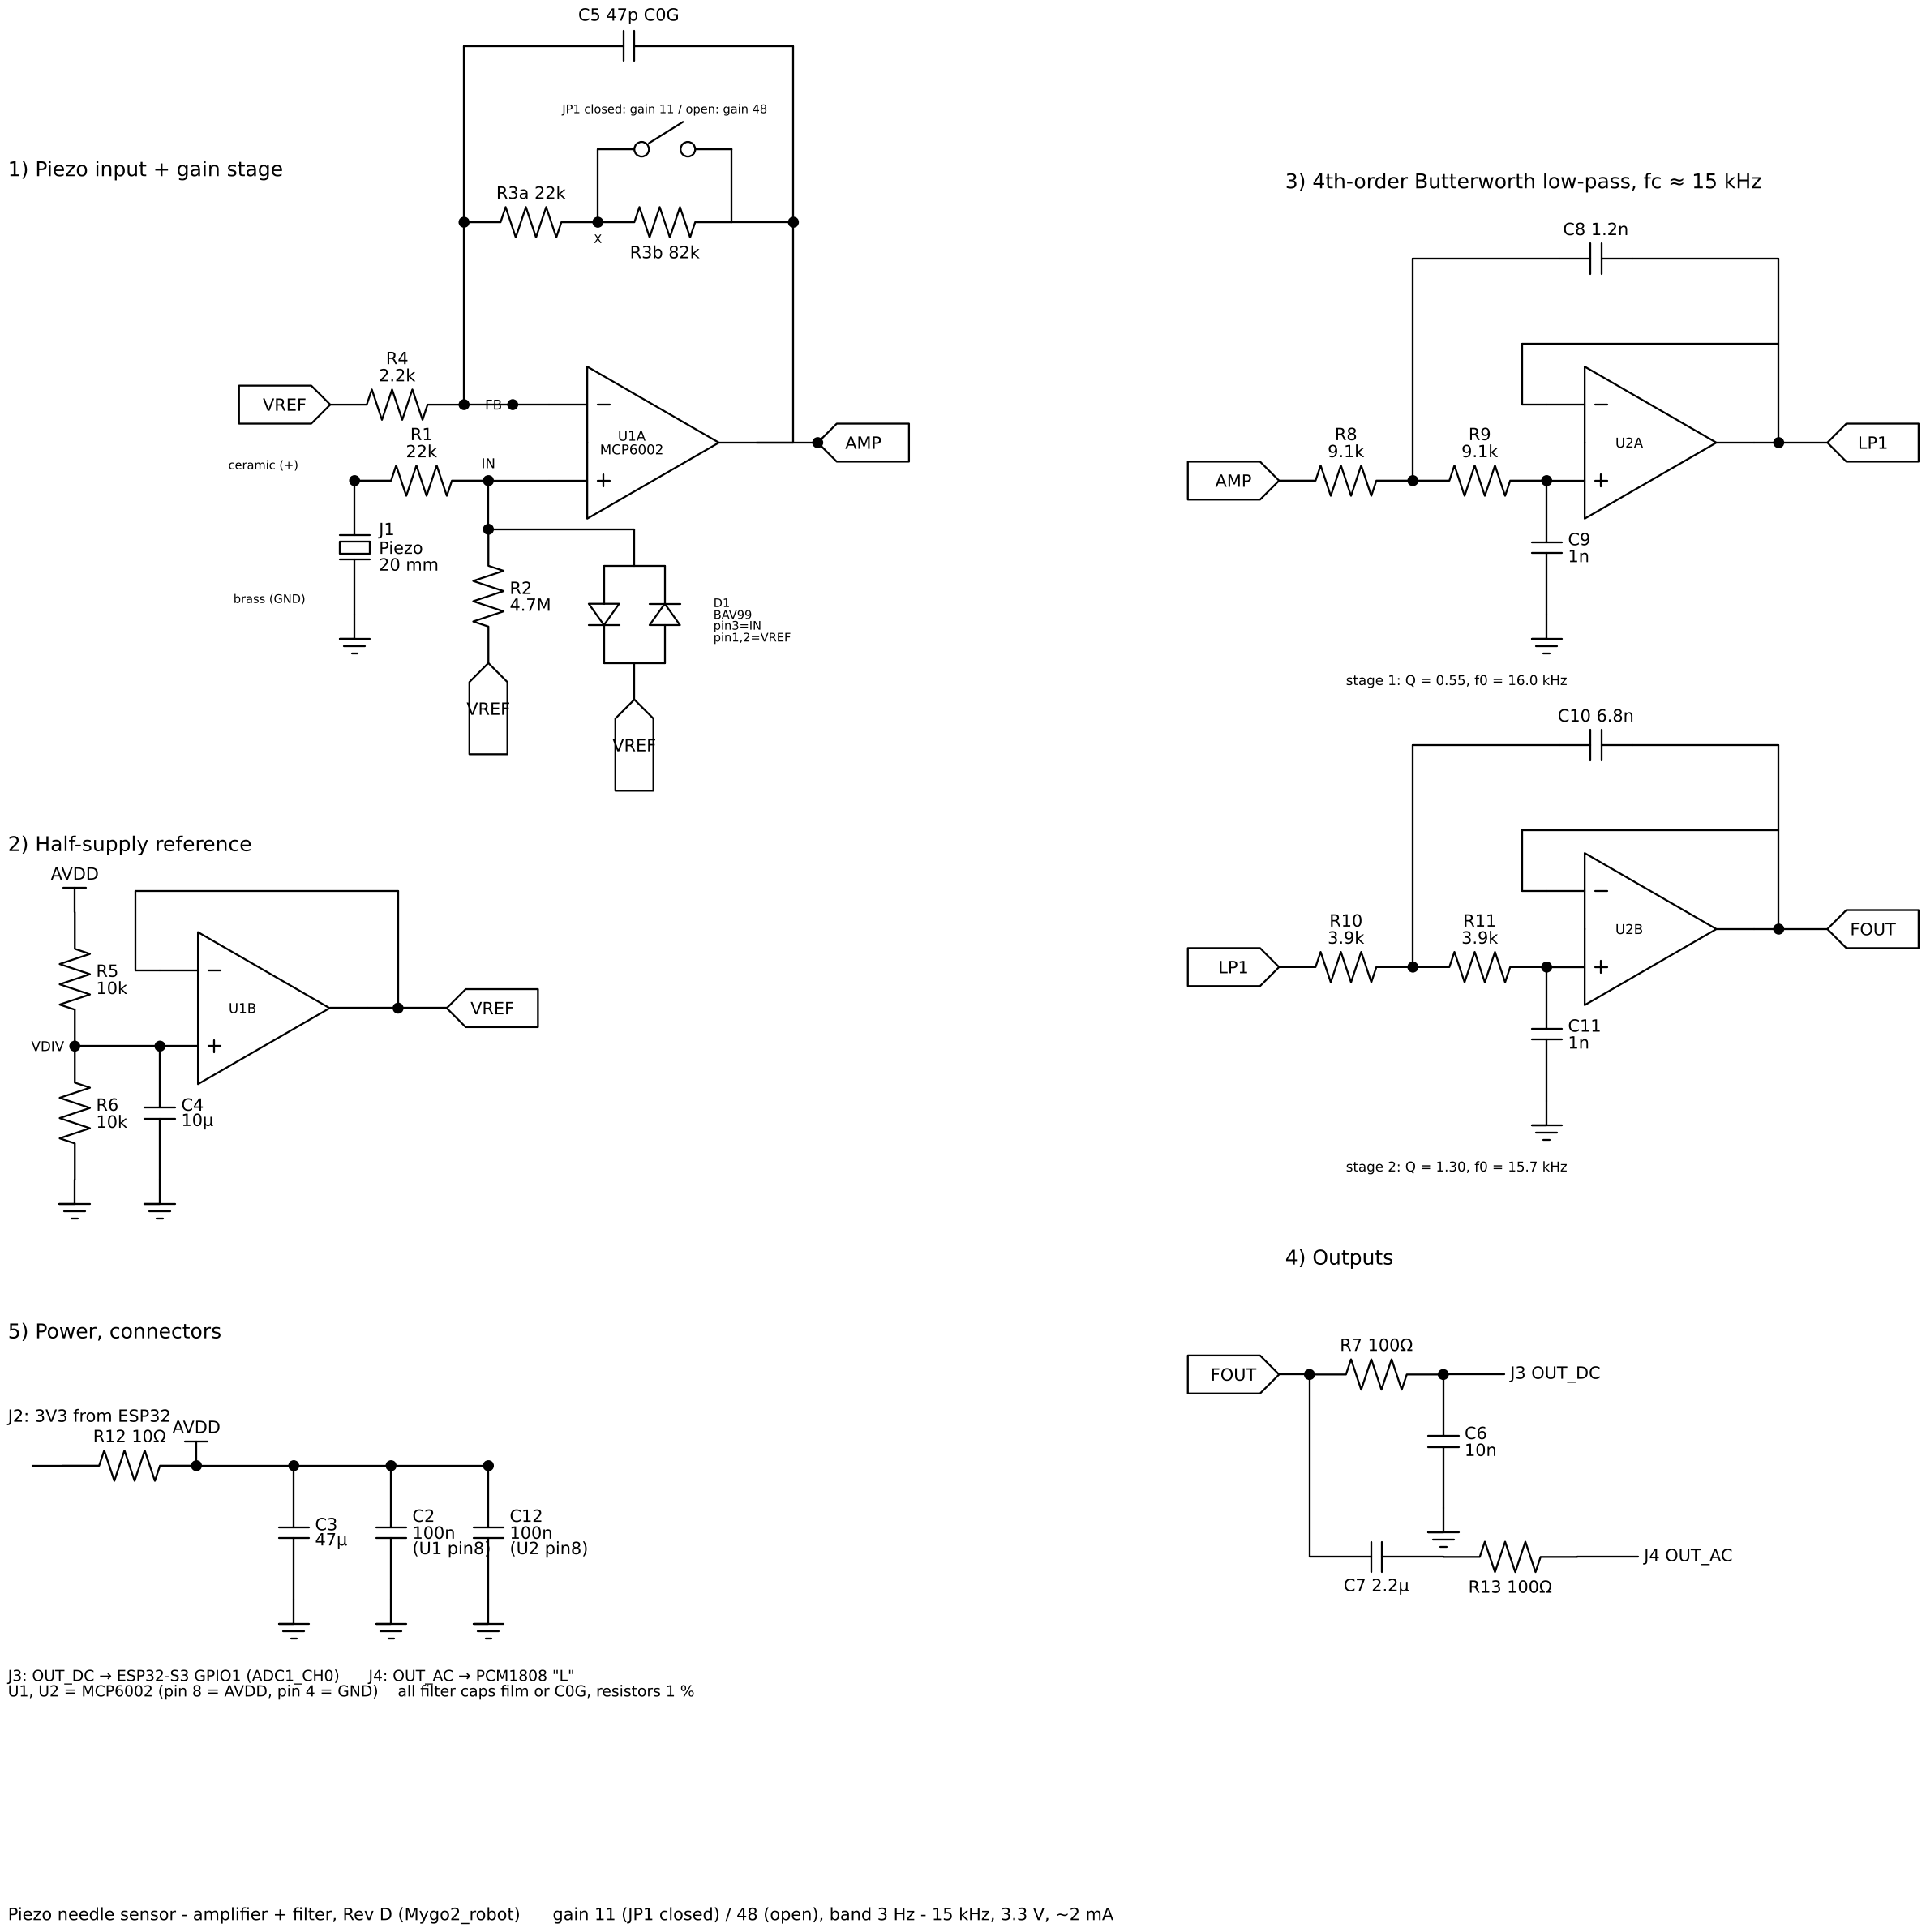 C5 47p C0G
JP1 closed: gain 11 / open: gain 48
1) Piezo input + gain stage
R3a 22k
X
R3b 82k
R4
2.2k
VREF
FB
−
U1A
MCP6002
AMP
R1
22k
IN
ceramic (+)
+
J1
Piezo
20 mm
brass (GND)
R2
4.7M
D1
BAV99
pin3=IN
pin1,2=VREF
VREF
VREF
2) Half-supply reference
AVDD
R5
10k
−
U1B
VREF
VDIV
+
R6
10k
C4
10µ
3) 4th-order Butterworth low-pass, fc ≈ 15 kHz
C8 1.2n
−
R8
9.1k
R9
9.1k
U2A
LP1
AMP
+
C9
1n
stage 1: Q = 0.55, f0 = 16.0 kHz
C10 6.8n
−
R10
3.9k
R11
3.9k
U2B
FOUT
LP1
+
C11
1n
stage 2: Q = 1.30, f0 = 15.7 kHz
4) Outputs
R7 100Ω
FOUT
J3 OUT_DC
C6
10n
J4 OUT_AC
C7 2.2µ
R13 100Ω
5) Power, connectors
J2: 3V3 from ESP32
AVDD
R12 10Ω
C3
47µ
C2
100n
(U1 pin8)
C12
100n
(U2 pin8)
J3: OUT_DC → ESP32-S3 GPIO1 (ADC1_CH0) J4: OUT_AC → PCM1808 "L"
U1, U2 = MCP6002 (pin 8 = AVDD, pin 4 = GND) all filter caps film or C0G, resistors 1 %
Piezo needle sensor - amplifier + filter, Rev D (Mygo2_robot) gain 11 (JP1 closed) / 48 (open), band 3 Hz - 15 kHz, 3.3 V, ~2 mA